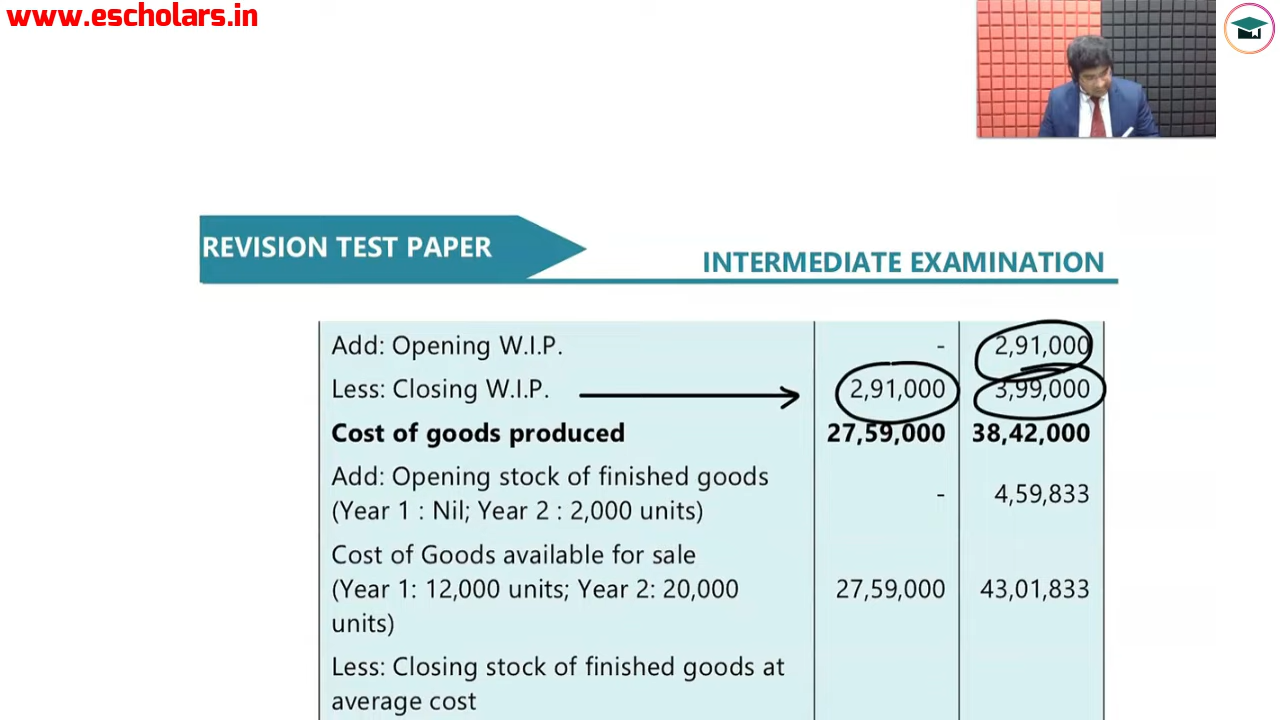 www.escholars.in
REVISION TEST PAPER
INTERMEDIATE EXAMINATION
Add: Opening W.I.P. - 2,91,000
Less: Closing W.I.P. 2,91,000 3,99,000
Cost of goods produced 27,59,000 38,42,000
Add: Opening stock of finished goods
(Year 1 : Nil; Year 2 : 2,000 units) - 4,59,833
Cost of Goods available for sale
(Year 1: 12,000 units; Year 2: 20,000 27,59,000 43,01,833
units)
Less: Closing stock of finished goods at
average cost